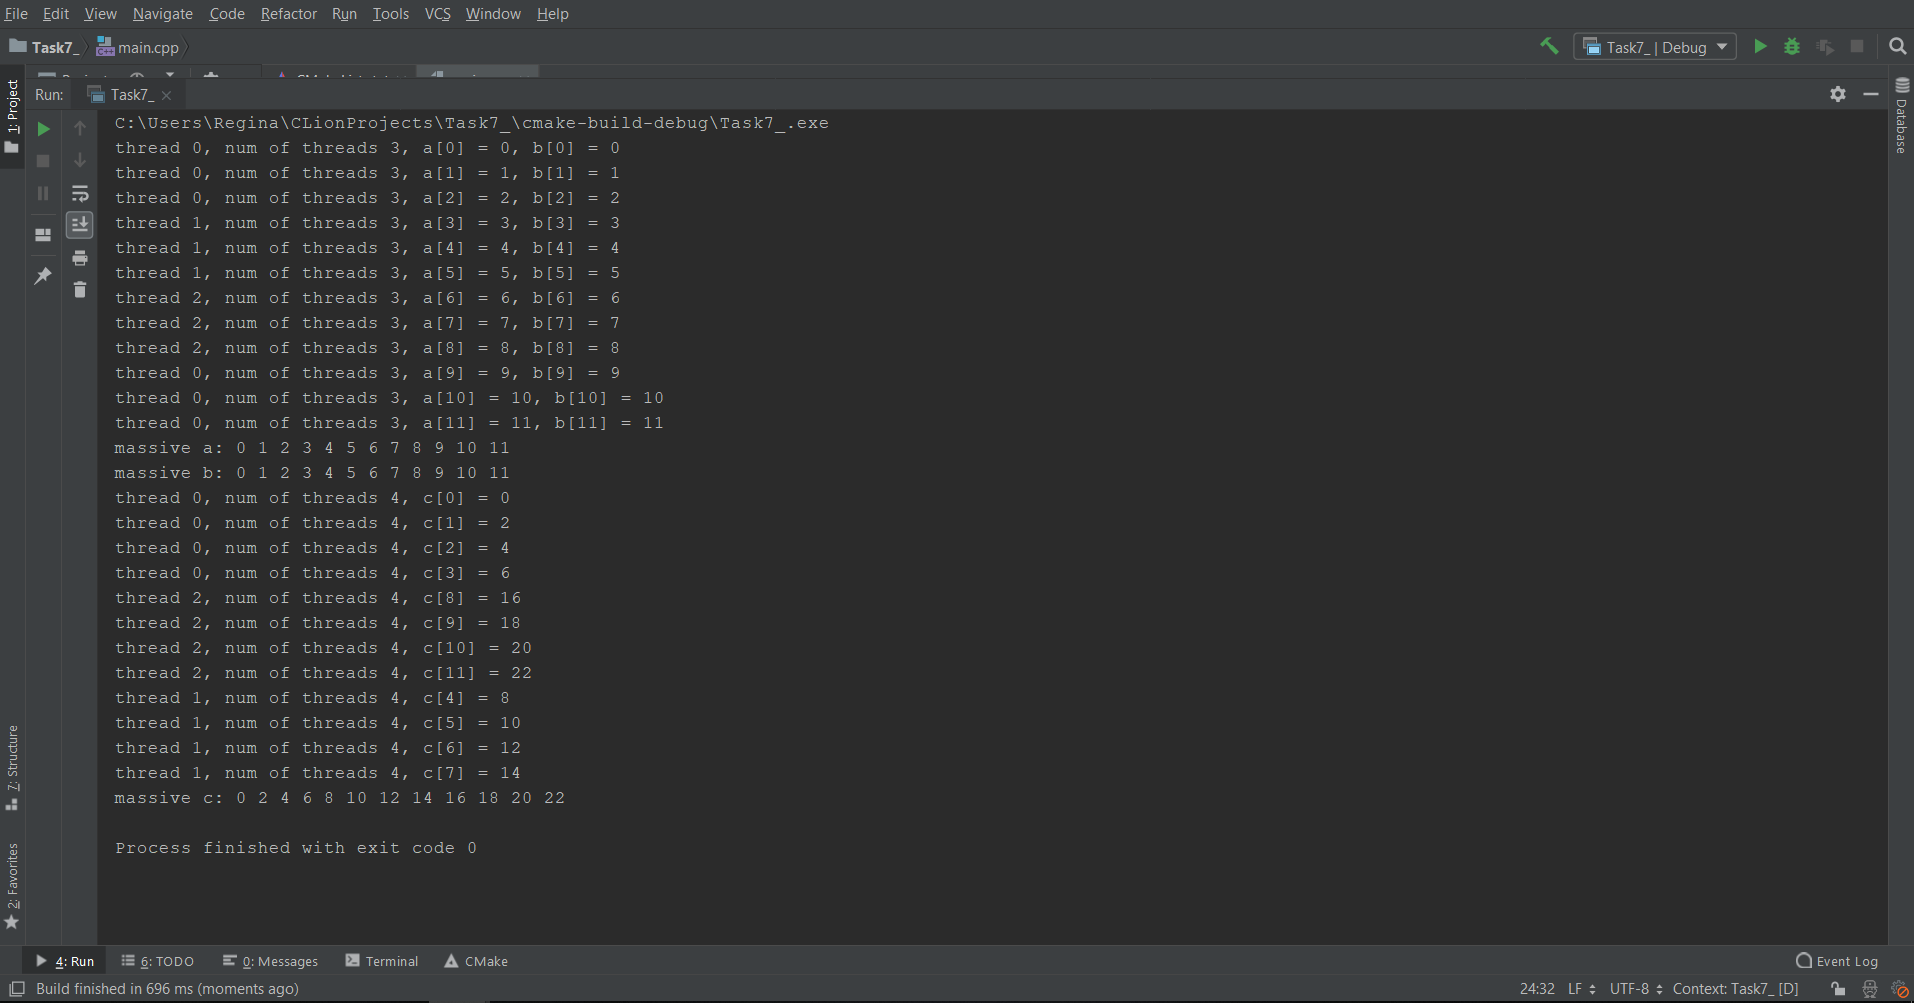 File Edit View Navigate Code Refactor Run Tools VCS Window Help
Task7_ main.cpp Task7_ | Debug
Run: Task7_
1: Project
Database
C:\Users\Regina\CLionProjects\Task7_\cmake-build-debug\Task7_.exe
thread 0, num of threads 3, a[0] = 0, b[0] = 0
thread 0, num of threads 3, a[1] = 1, b[1] = 1
thread 0, num of threads 3, a[2] = 2, b[2] = 2
thread 1, num of threads 3, a[3] = 3, b[3] = 3
thread 1, num of threads 3, a[4] = 4, b[4] = 4
thread 1, num of threads 3, a[5] = 5, b[5] = 5
thread 2, num of threads 3, a[6] = 6, b[6] = 6
thread 2, num of threads 3, a[7] = 7, b[7] = 7
thread 2, num of threads 3, a[8] = 8, b[8] = 8
thread 0, num of threads 3, a[9] = 9, b[9] = 9
thread 0, num of threads 3, a[10] = 10, b[10] = 10
thread 0, num of threads 3, a[11] = 11, b[11] = 11
massive a: 0 1 2 3 4 5 6 7 8 9 10 11
massive b: 0 1 2 3 4 5 6 7 8 9 10 11
thread 0, num of threads 4, c[0] = 0
thread 0, num of threads 4, c[1] = 2
thread 0, num of threads 4, c[2] = 4
thread 0, num of threads 4, c[3] = 6
thread 2, num of threads 4, c[8] = 16
thread 2, num of threads 4, c[9] = 18
thread 2, num of threads 4, c[10] = 20
thread 2, num of threads 4, c[11] = 22
thread 1, num of threads 4, c[4] = 8
thread 1, num of threads 4, c[5] = 10
thread 1, num of threads 4, c[6] = 12
thread 1, num of threads 4, c[7] = 14
massive c: 0 2 4 6 8 10 12 14 16 18 20 22
Process finished with exit code 0
7: Structure
2: Favorites
4: Run 6: TODO 0: Messages Terminal CMake Event Log
Build finished in 696 ms (moments ago) 24:32 LF UTF-8 Context: Task7_ [D]